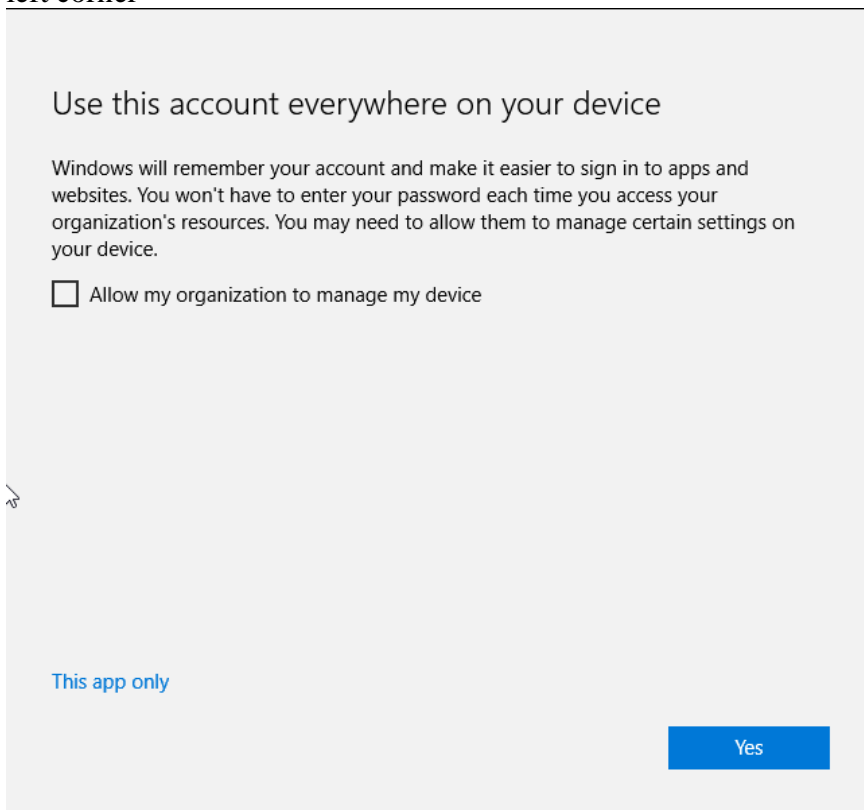 left corner
Use this account everywhere on your device
Windows will remember your account and make it easier to sign in to apps and
websites. You won't have to enter your password each time you access your
organization's resources. You may need to allow them to manage certain settings on
your device.
Allow my organization to manage my device
This app only
Yes